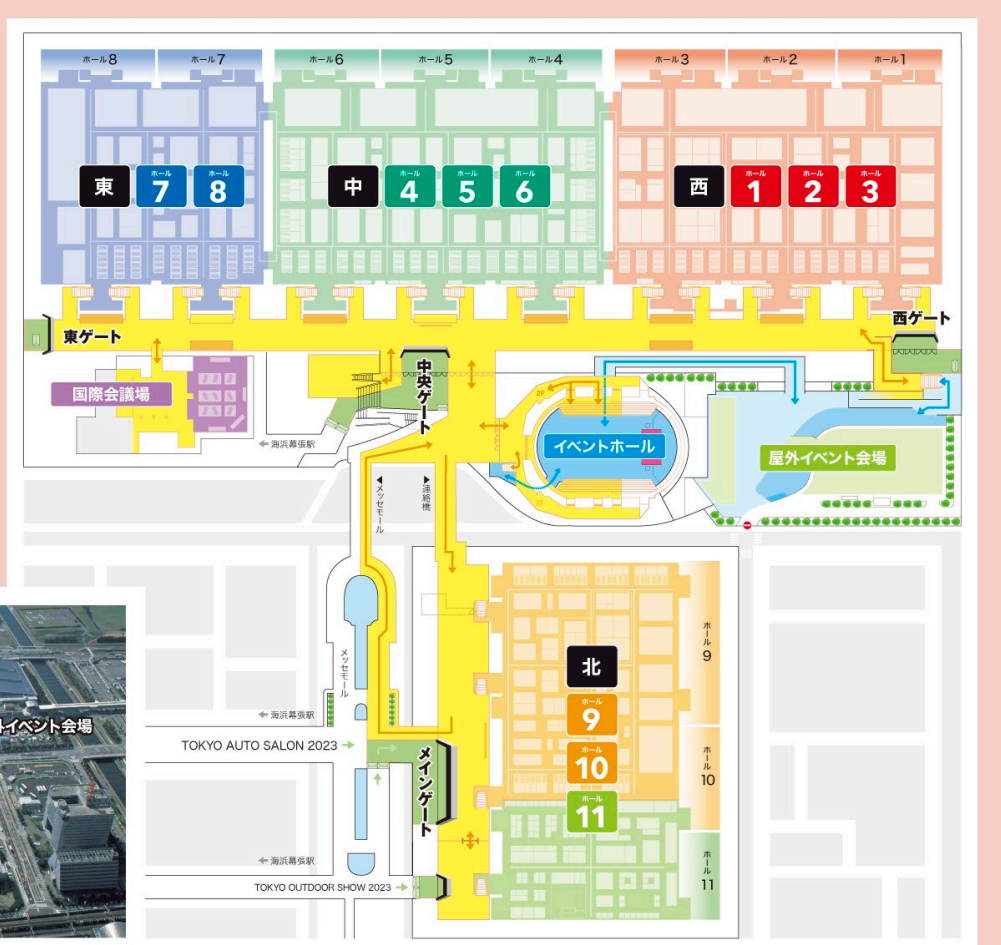 ホール8
ホール7
ホール6
ホール5
ホール4
ホール3
ホール2
ホール1
東
ホール
7
ホール
8
中
ホール
4
ホール
5
ホール
6
西
ホール
1
ホール
2
ホール
3
東ゲート
西ゲート
国際会議場
中央ゲート
2F
イベントホール
屋外イベント会場
← 海浜幕張駅
◀メッセモール
▶連絡橋
2F
ホール9
北
メッセモール
ホール
9
← 海浜幕張駅
外イベント会場
TOKYO AUTO SALON 2023 →
メインゲート
ホール
10
ホール10
ホール
11
← 海浜幕張駅
ホール11
TOKYO OUTDOOR SHOW 2023 →